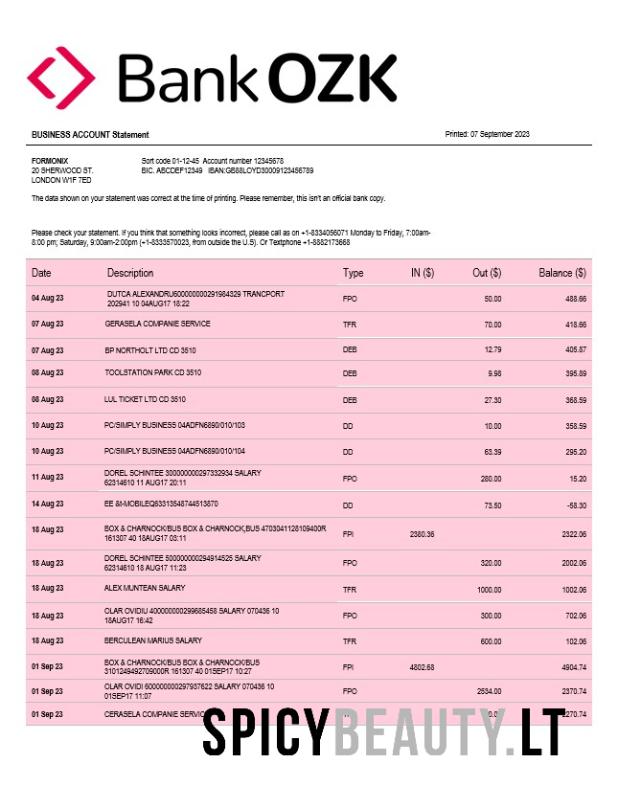 Bank OZK
BUSINESS ACCOUNT Statement Printed: 07 September 2023
FORMONIX Sort code 01-12-45 Account number 12345678
20 SHERWOOD ST. BIC. ABCDEF12349 IBAN:GB88LOYD30009123456789
LONDON W1F 7ED
The data shown on your statement was correct at the time of printing. Please remember, this isn't an official bank copy.
Please check your statement. If you think that something looks incorrect, please call as on +1-8334056071 Monday to Friday, 7:00am-
8:00 pm; Saturday, 9:00am-2:00pm (+1-8333570023, from outside the U.S). Or Textphone +1-8882173668
Date Description Type IN ($) Out ($) Balance ($)
04 Aug 23 DUTCA ALEXANDRU600000000291984329 TRANCPORT
202941 10 04AUG17 18:22 FPO 50.00 488.66
07 Aug 23 GERASELA COMPANIE SERVICE TFR 70.00 418.66
07 Aug 23 BP NORTHOLT LTD CD 3510 DEB 12.79 405.87
08 Aug 23 TOOLSTATION PARK CD 3510 DEB 9.98 395.89
08 Aug 23 LUL TICKET LTD CD 3510 DEB 27.30 368.59
10 Aug 23 PC/SIMPLY BUSINESS 04ADFN6890/010/103 DD 10.00 358.59
10 Aug 23 PC/SIMPLY BUSINESS 04ADFN6890/010/104 DD 63.39 295.20
11 Aug 23 DOREL SCHINTEE 300000000297332934 SALARY
62314610 11 AUG17 20:11 FPO 280.00 15.20
14 Aug 23 EE &I-MOBILEQ63313548744513870 DD 73.50 -58.30
18 Aug 23 BOX & CHARNOCK/BUS BOX & CHARNOCK,BUS 470304112810​9400R
161307 40 18AUG17 03:11 FPI 2380.36 2322.06
18 Aug 23 DOREL SCHINTEE 500000000294914525 SALARY
62314610 18 AUG17 11:23 FPO 320.00 2002.06
18 Aug 23 ALEX MUNTEAN SALARY TFR 1000.00 1002.06
18 Aug 23 OLAR OVIDIU 400000000299685458 SALARY 070436 10
18AUG17 16:42 FPO 300.00 702.06
18 Aug 23 BERCULEAN MARIUS SALARY TFR 600.00 102.06
01 Sep 23 BOX & CHARNOCK/BUS BOX & CHARNOCK/BUS
3101249492709000R 161307 40 01SEP17 10:27 FPI 4802.68 4904.74
01 Sep 23 OLAR OVIDI 600000000297937622 SALARY 070436 10
01SEP17 11:07 FPO 2534.00 2370.74
01 Sep 23 CERASELA COMPANIE 2270.74
SPICYBEAUTY.LT